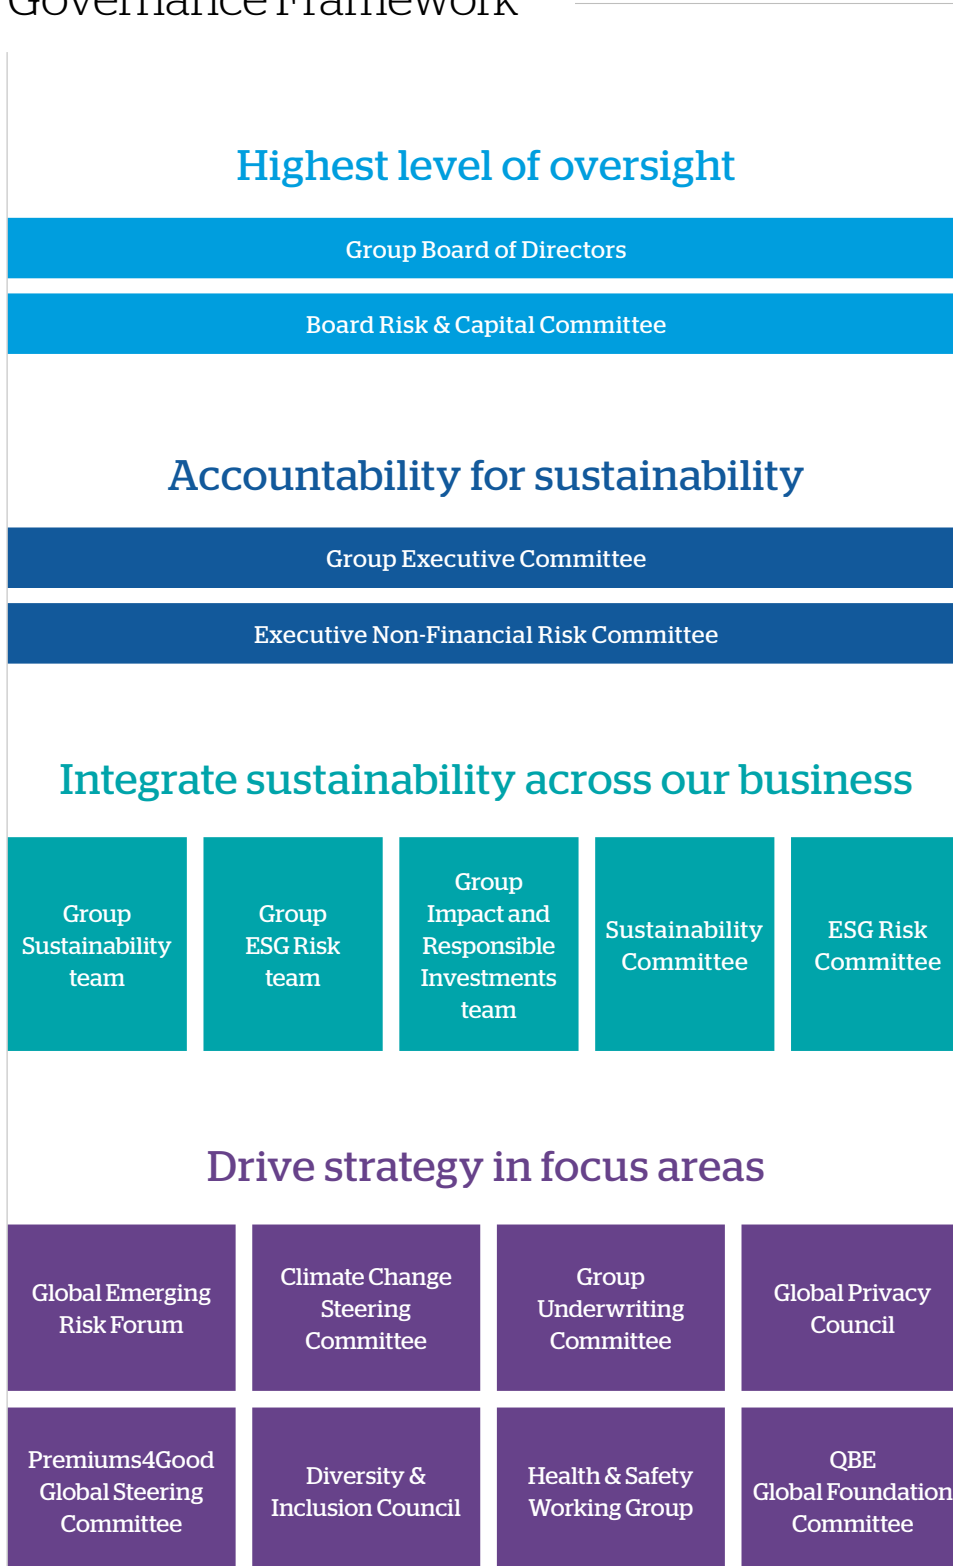 Governance Framework
Highest level of oversight
Group Board of Directors
Board Risk & Capital Committee
Accountability for sustainability
Group Executive Committee
Executive Non-Financial Risk Committee
Integrate sustainability across our business
Group
Sustainability
team
Group
ESG Risk
team
Group
Impact and
Responsible
Investments
team
Sustainability
Committee
ESG Risk
Committee
Drive strategy in focus areas
Global Emerging
Risk Forum
Climate Change
Steering
Committee
Group
Underwriting
Committee
Global Privacy
Council
Premiums4Good
Global Steering
Committee
Diversity &
Inclusion Council
Health & Safety
Working Group
QBE
Global Foundation
Committee